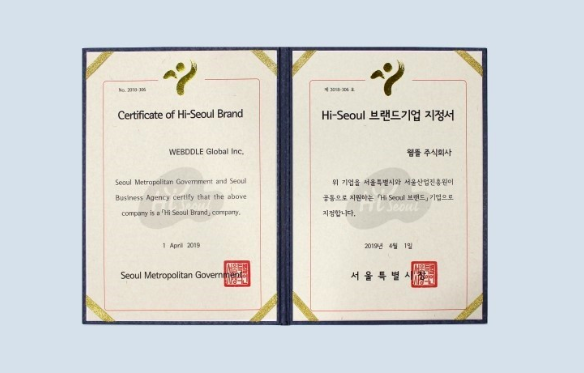 Certificate of Hi-Seoul Brand
WEBDDLE Global Inc.
Seoul Metropolitan Government and Seoul
Business Agency certify that the above
company is a 「Hi Seoul Brand」 company.
1 April 2019
Seoul Metropolitan Government
Hi-Seoul 브랜드기업 지정서
웹뜰 주식회사
위 기업을 서울특별시와 서울산업진흥원이
공동으로 지원하는 「Hi Seoul 브랜드」 기업으로
지정합니다.
2019년 4월 1일
서울특별시장